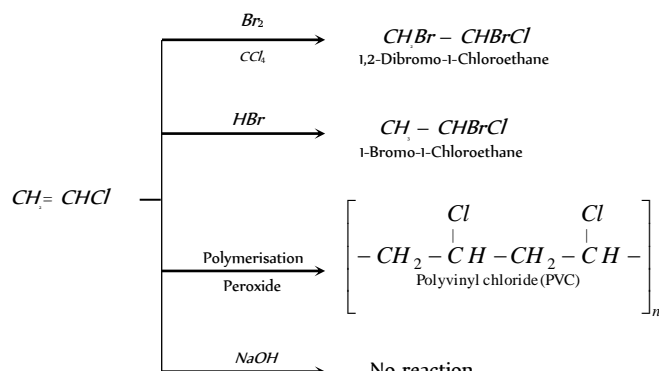 Br₂
CCl₄
CH₂Br – CHBrCl
1,2-Dibromo-1-Chloroethane
HBr
CH₃ – CHBrCl
1-Bromo-1-Chloroethane
CH₂ = CHCl
Polymerisation
Peroxide
Cl Cl
| |
[– CH₂ – CH – CH₂ – CH –]ₙ
Polyvinyl chloride (PVC)
NaOH
No reaction